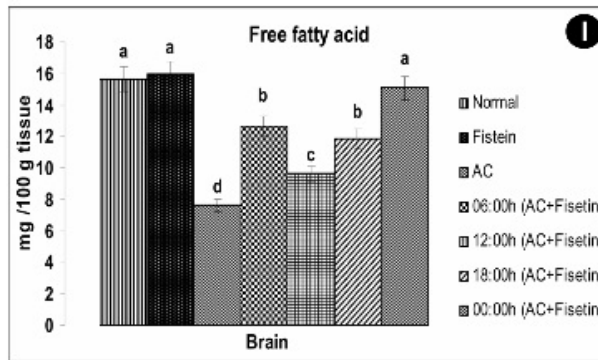 Free fatty acid
I
mg /100 g tissue
18
16
14
12
10
8
6
4
2
0
a
a
d
b
c
b
a
Brain
Normal
Fistein
AC
06:00h (AC+Fisetin
12:00h (AC+Fisetin
18:00h (AC+Fisetin
00:00h (AC+Fisetin